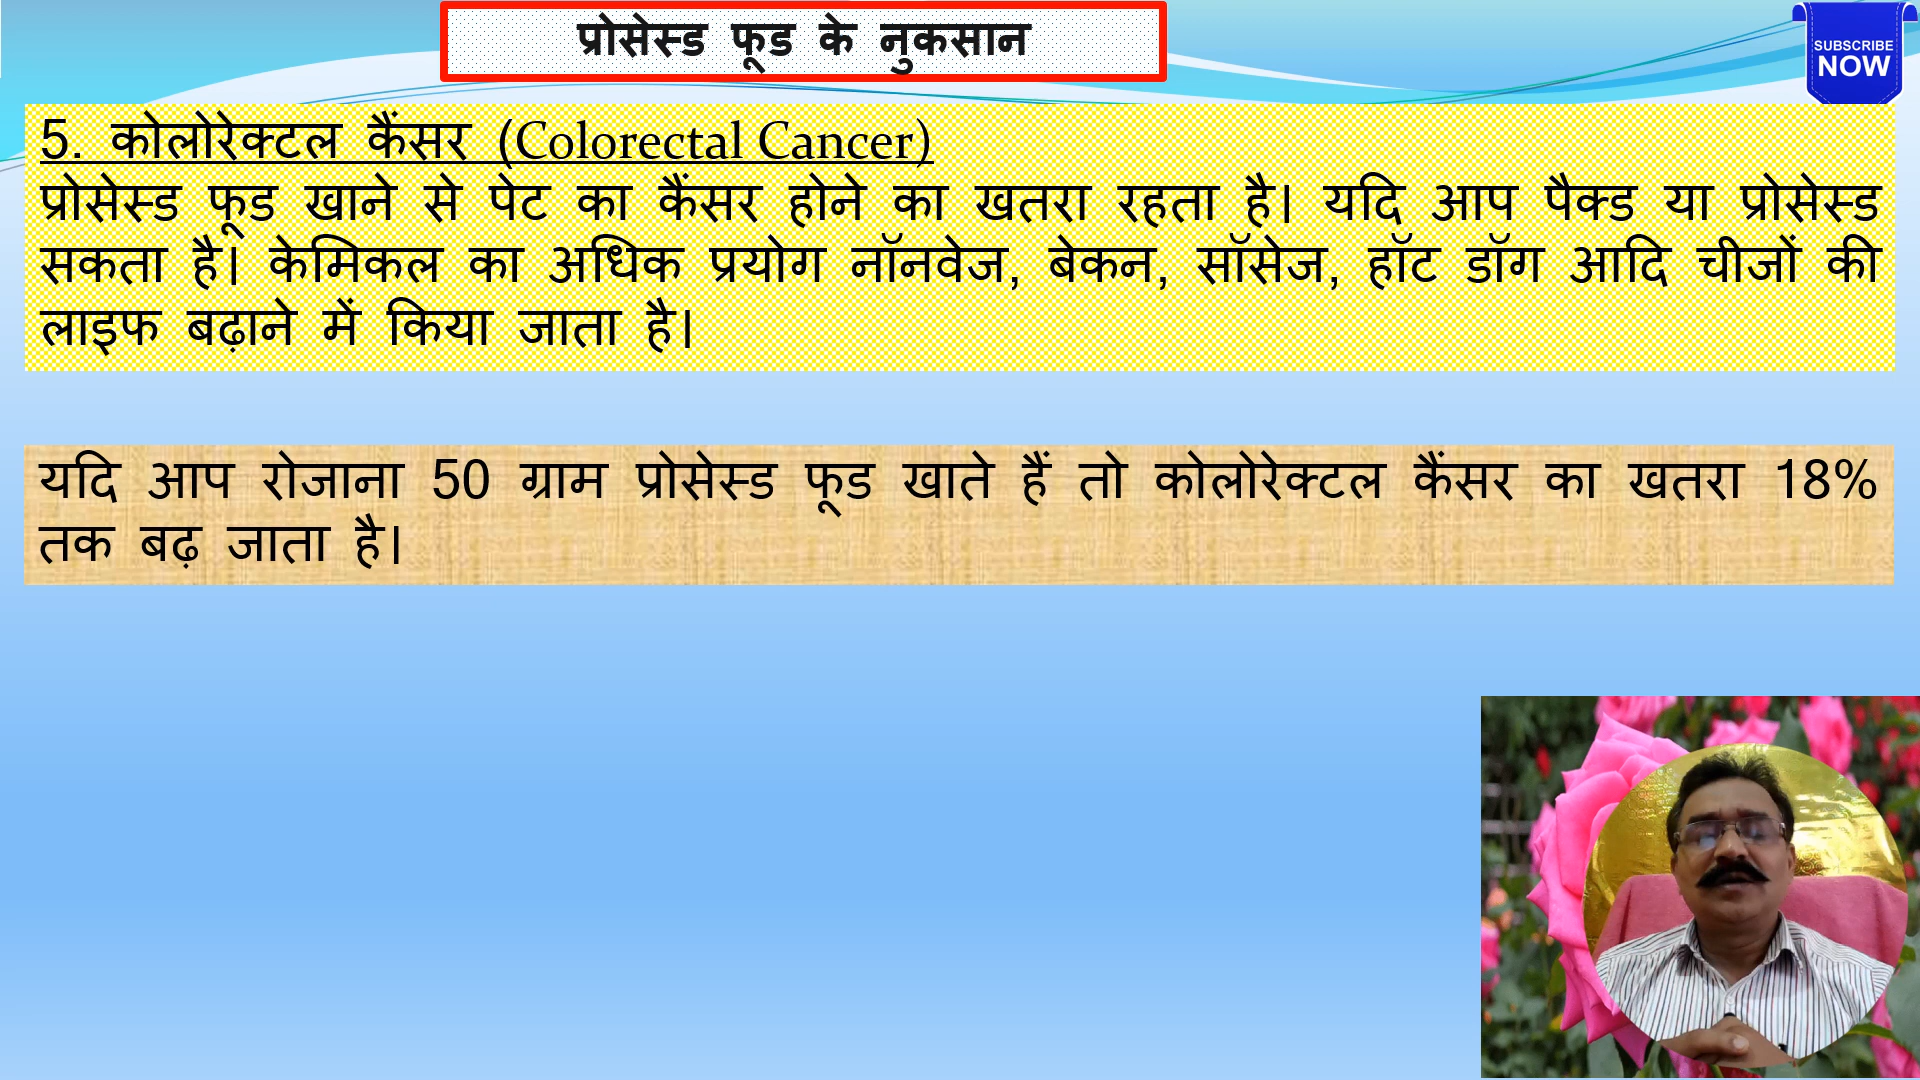 प्रोसेस्ड फूड के नुकसान
SUBSCRIBE
NOW
5. कोलोरेक्टल कैंसर (Colorectal Cancer)
प्रोसेस्ड फूड खाने से पेट का कैंसर होने का खतरा रहता है। यदि आप पैक्ड या प्रोसेस्ड
सकता है। केमिकल का अधिक प्रयोग नॉनवेज, बेकन, सॉसेज, हॉट डॉग आदि चीजों की
लाइफ बढ़ाने में किया जाता है।
यदि आप रोजाना 50 ग्राम प्रोसेस्ड फूड खाते हैं तो कोलोरेक्टल कैंसर का खतरा 18%
तक बढ़ जाता है।